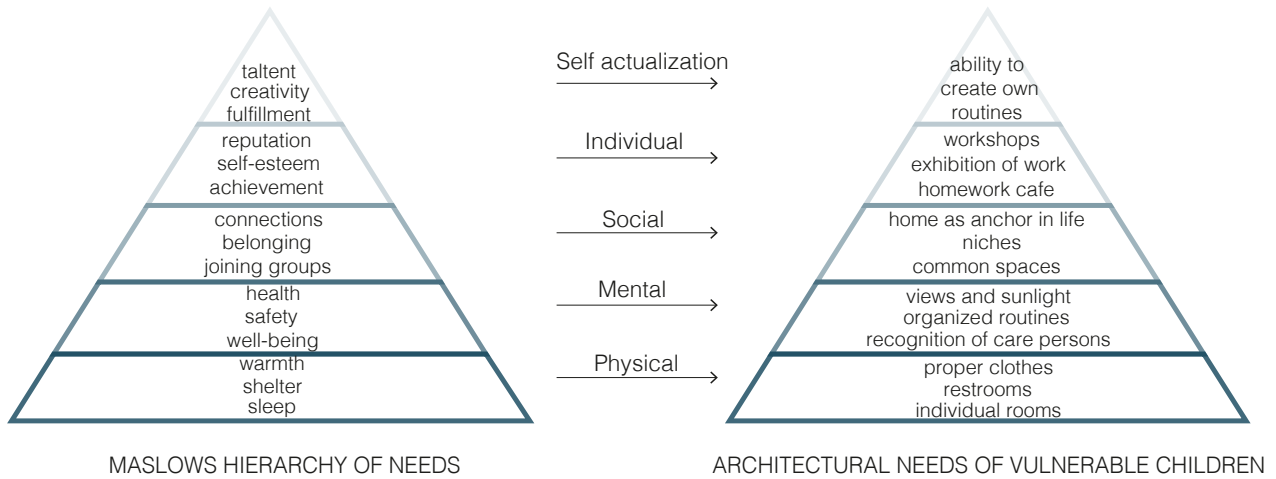 taltent
creativity
fulfillment
reputation
self-esteem
achievement
connections
belonging
joining groups
health
safety
well-being
warmth
shelter
sleep
MASLOWS HIERARCHY OF NEEDS
Self actualization
Individual
Social
Mental
Physical
ability to
create own
routines
workshops
exhibition of work
homework cafe
home as anchor in life
niches
common spaces
views and sunlight
organized routines
recognition of care persons
proper clothes
restrooms
individual rooms
ARCHITECTURAL NEEDS OF VULNERABLE CHILDREN